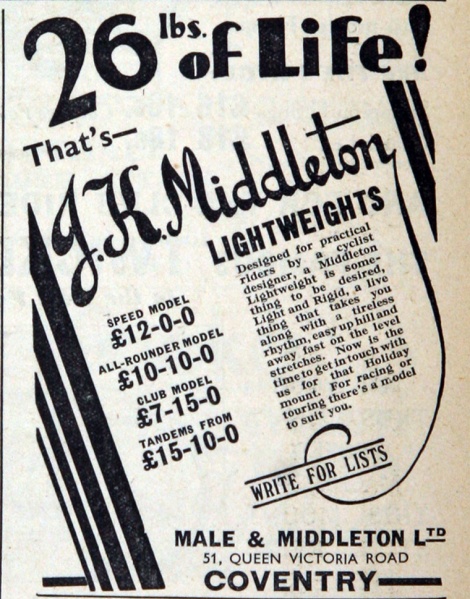 26 lbs. of Life!
That's—
J.K. Middleton
LIGHTWEIGHTS
Designed for practical
riders by a cyclist
designer, a Middleton
Lightweight is some-
thing to be desired,
Light and Rigid, a live
thing that takes you
along with a tireless
rhythm, easy up hill and
away fast on the level
stretches. Now is the
time to get in touch with
us for that Holiday
mount. For racing or
touring there's a model
to suit you.
SPEED MODEL
£12-0-0
ALL-ROUNDER MODEL
£10-10-0
CLUB MODEL
£7-15-0
TANDEMS FROM
£15-10-0
WRITE FOR LISTS
MALE & MIDDLETON LTD
51, QUEEN VICTORIA ROAD
COVENTRY